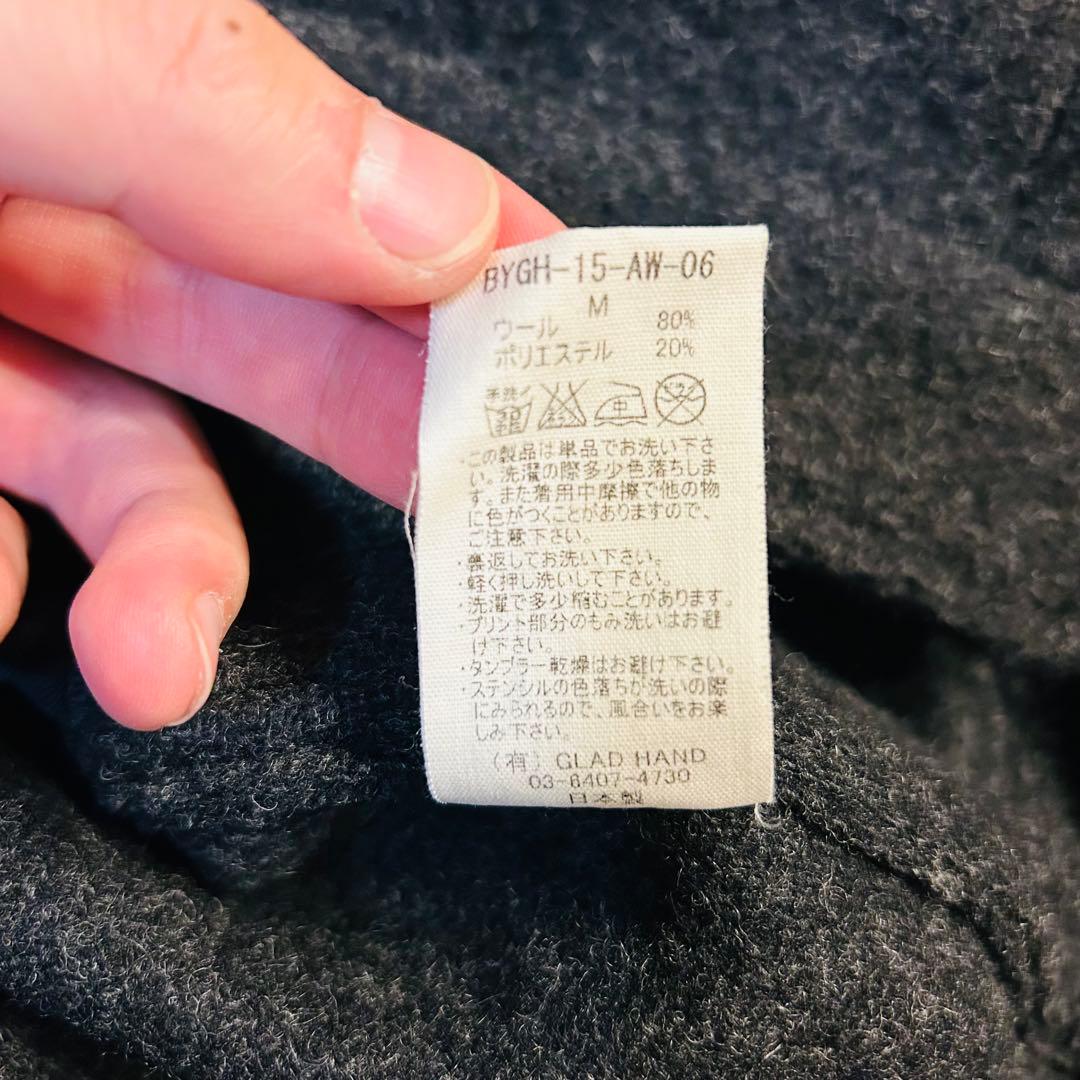 BYGH-15-AW-06
M
ウール 80%
ポリエステル 20%
手洗イ
中
・この製品は単品でお洗い下さ
い。洗濯の際多少色落ちしま
す。また着用中摩擦で他の物
に色がつくことがありますので、
ご注意下さい。
・裏返してお洗い下さい。
・軽く押し洗いして下さい。
・洗濯で多少縮むことがあります。
・プリント部分のもみ洗いはお避
け下さい。
・タンブラー乾燥はお避け下さい。
・ステンシルの色落ちが洗いの際
にみられるので、風合いをお楽
しみ下さい。
(有) GLAD HAND
03-6407-4730
日本製